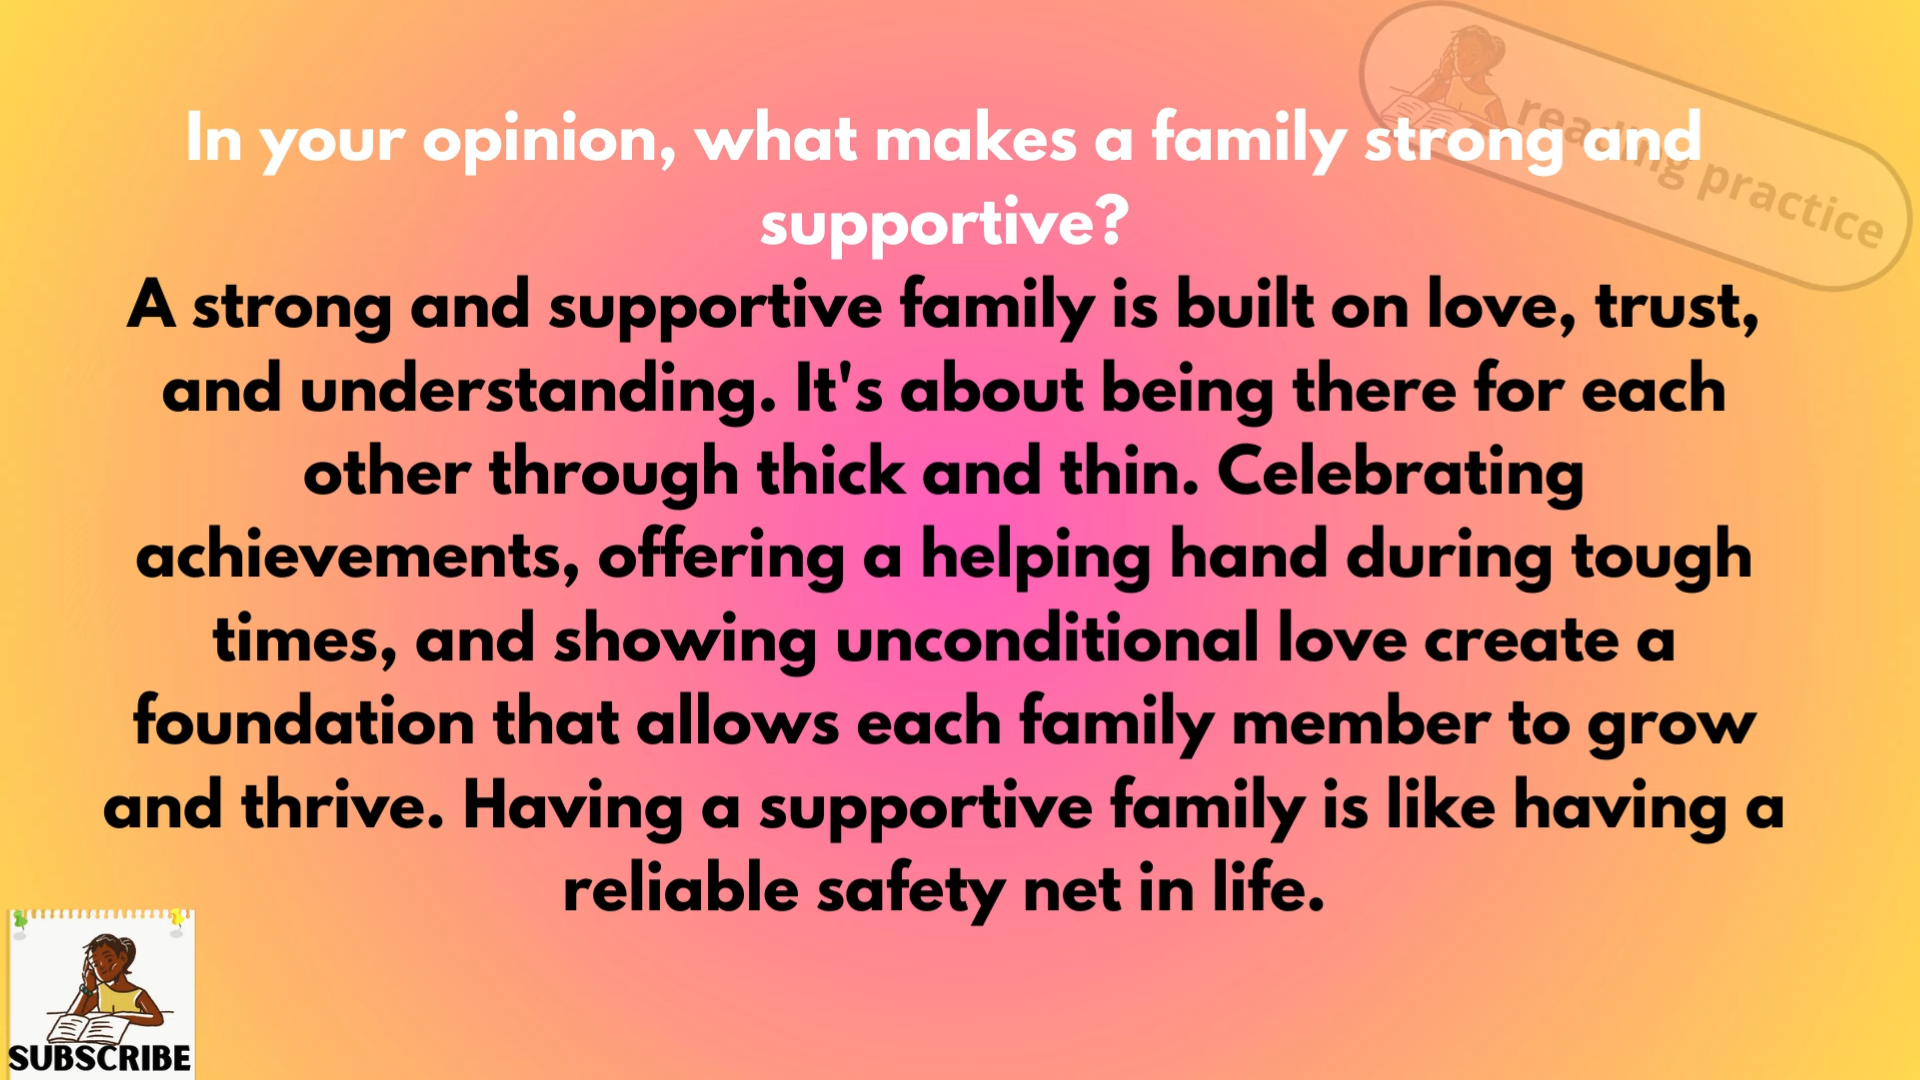 In your opinion, what makes a family strong and
supportive?
A strong and supportive family is built on love, trust,
and understanding. It's about being there for each
other through thick and thin. Celebrating
achievements, offering a helping hand during tough
times, and showing unconditional love create a
foundation that allows each family member to grow
and thrive. Having a supportive family is like having a
reliable safety net in life.
reading practice
SUBSCRIBE